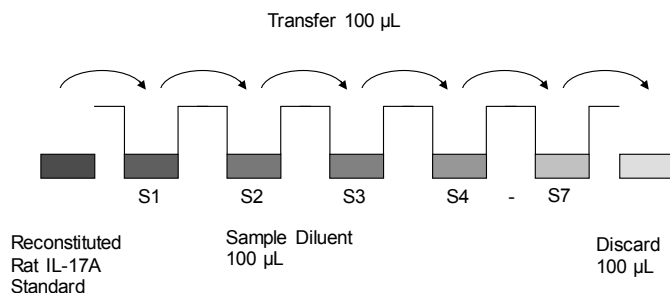 Transfer 100 µL
S1 S2 S3 S4 - S7
Reconstituted
Rat IL-17A
Standard
Sample Diluent
100 µL
Discard
100 µL